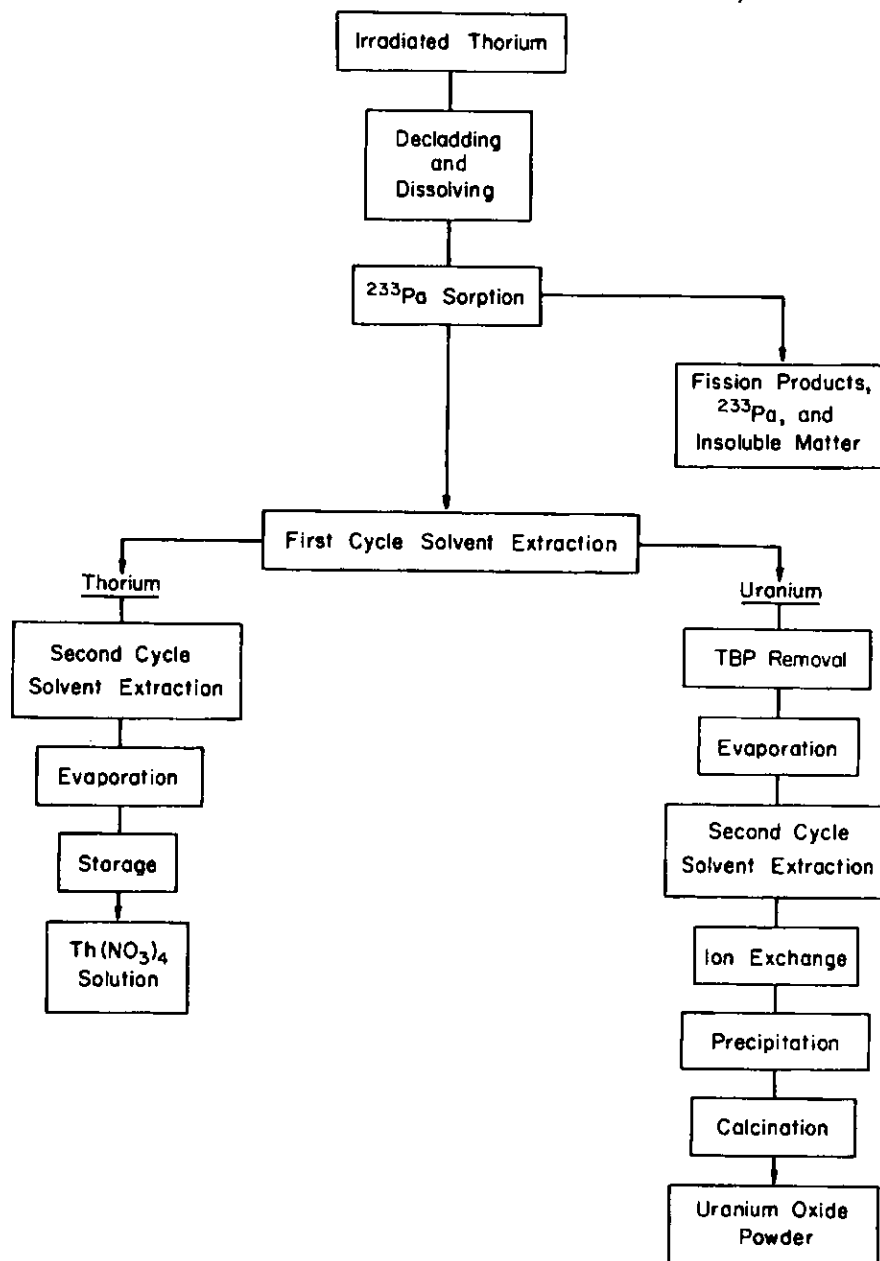 Irradiated Thorium
Decladding
and
Dissolving
²³³Pa Sorption
Fission Products,
²³³Pa, and
Insoluble Matter
First Cycle Solvent Extraction
Thorium
Second Cycle
Solvent Extraction
Evaporation
Storage
Th(NO₃)₄
Solution
Uranium
TBP Removal
Evaporation
Second Cycle
Solvent Extraction
Ion Exchange
Precipitation
Calcination
Uranium Oxide
Powder